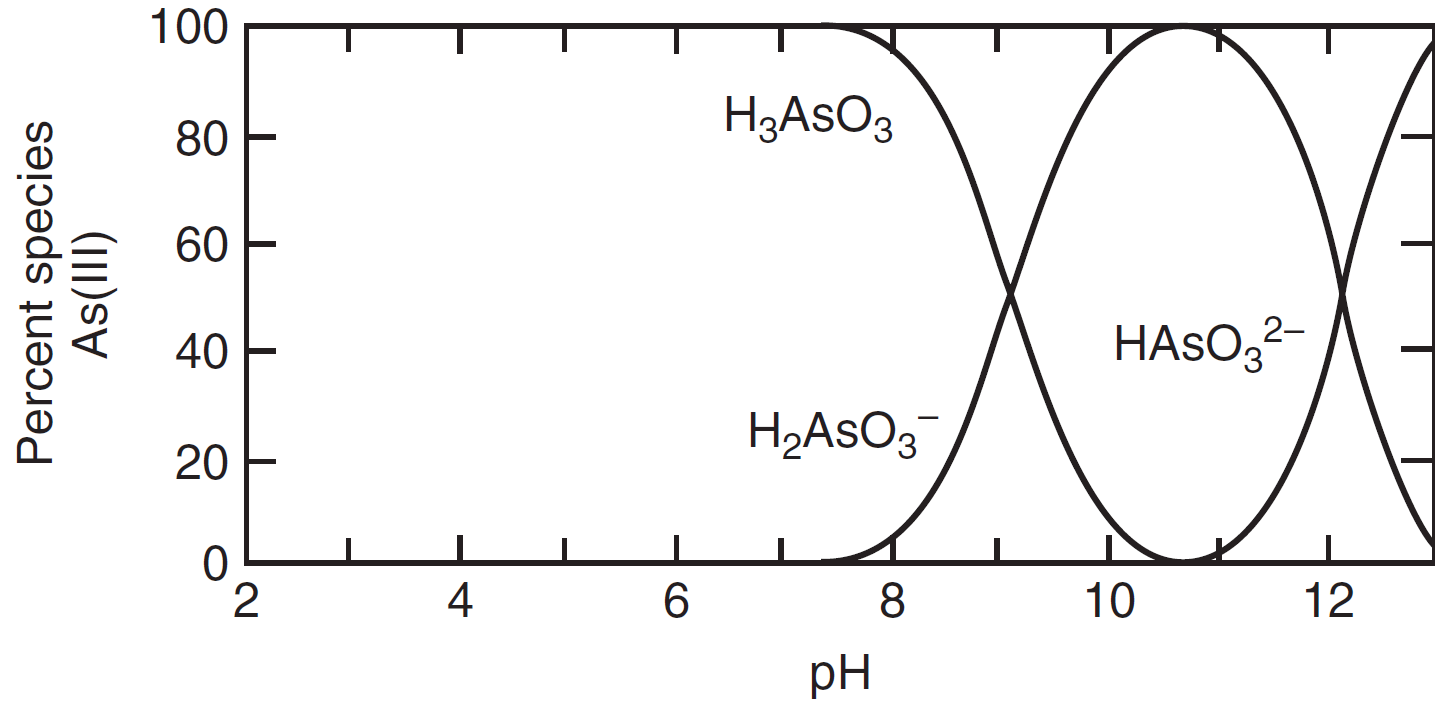 Percent species
As(III)
100
80
60
40
20
0
H₃AsO₃
H₂AsO₃⁻
HAsO₃²⁻
2 4 6 8 10 12
pH